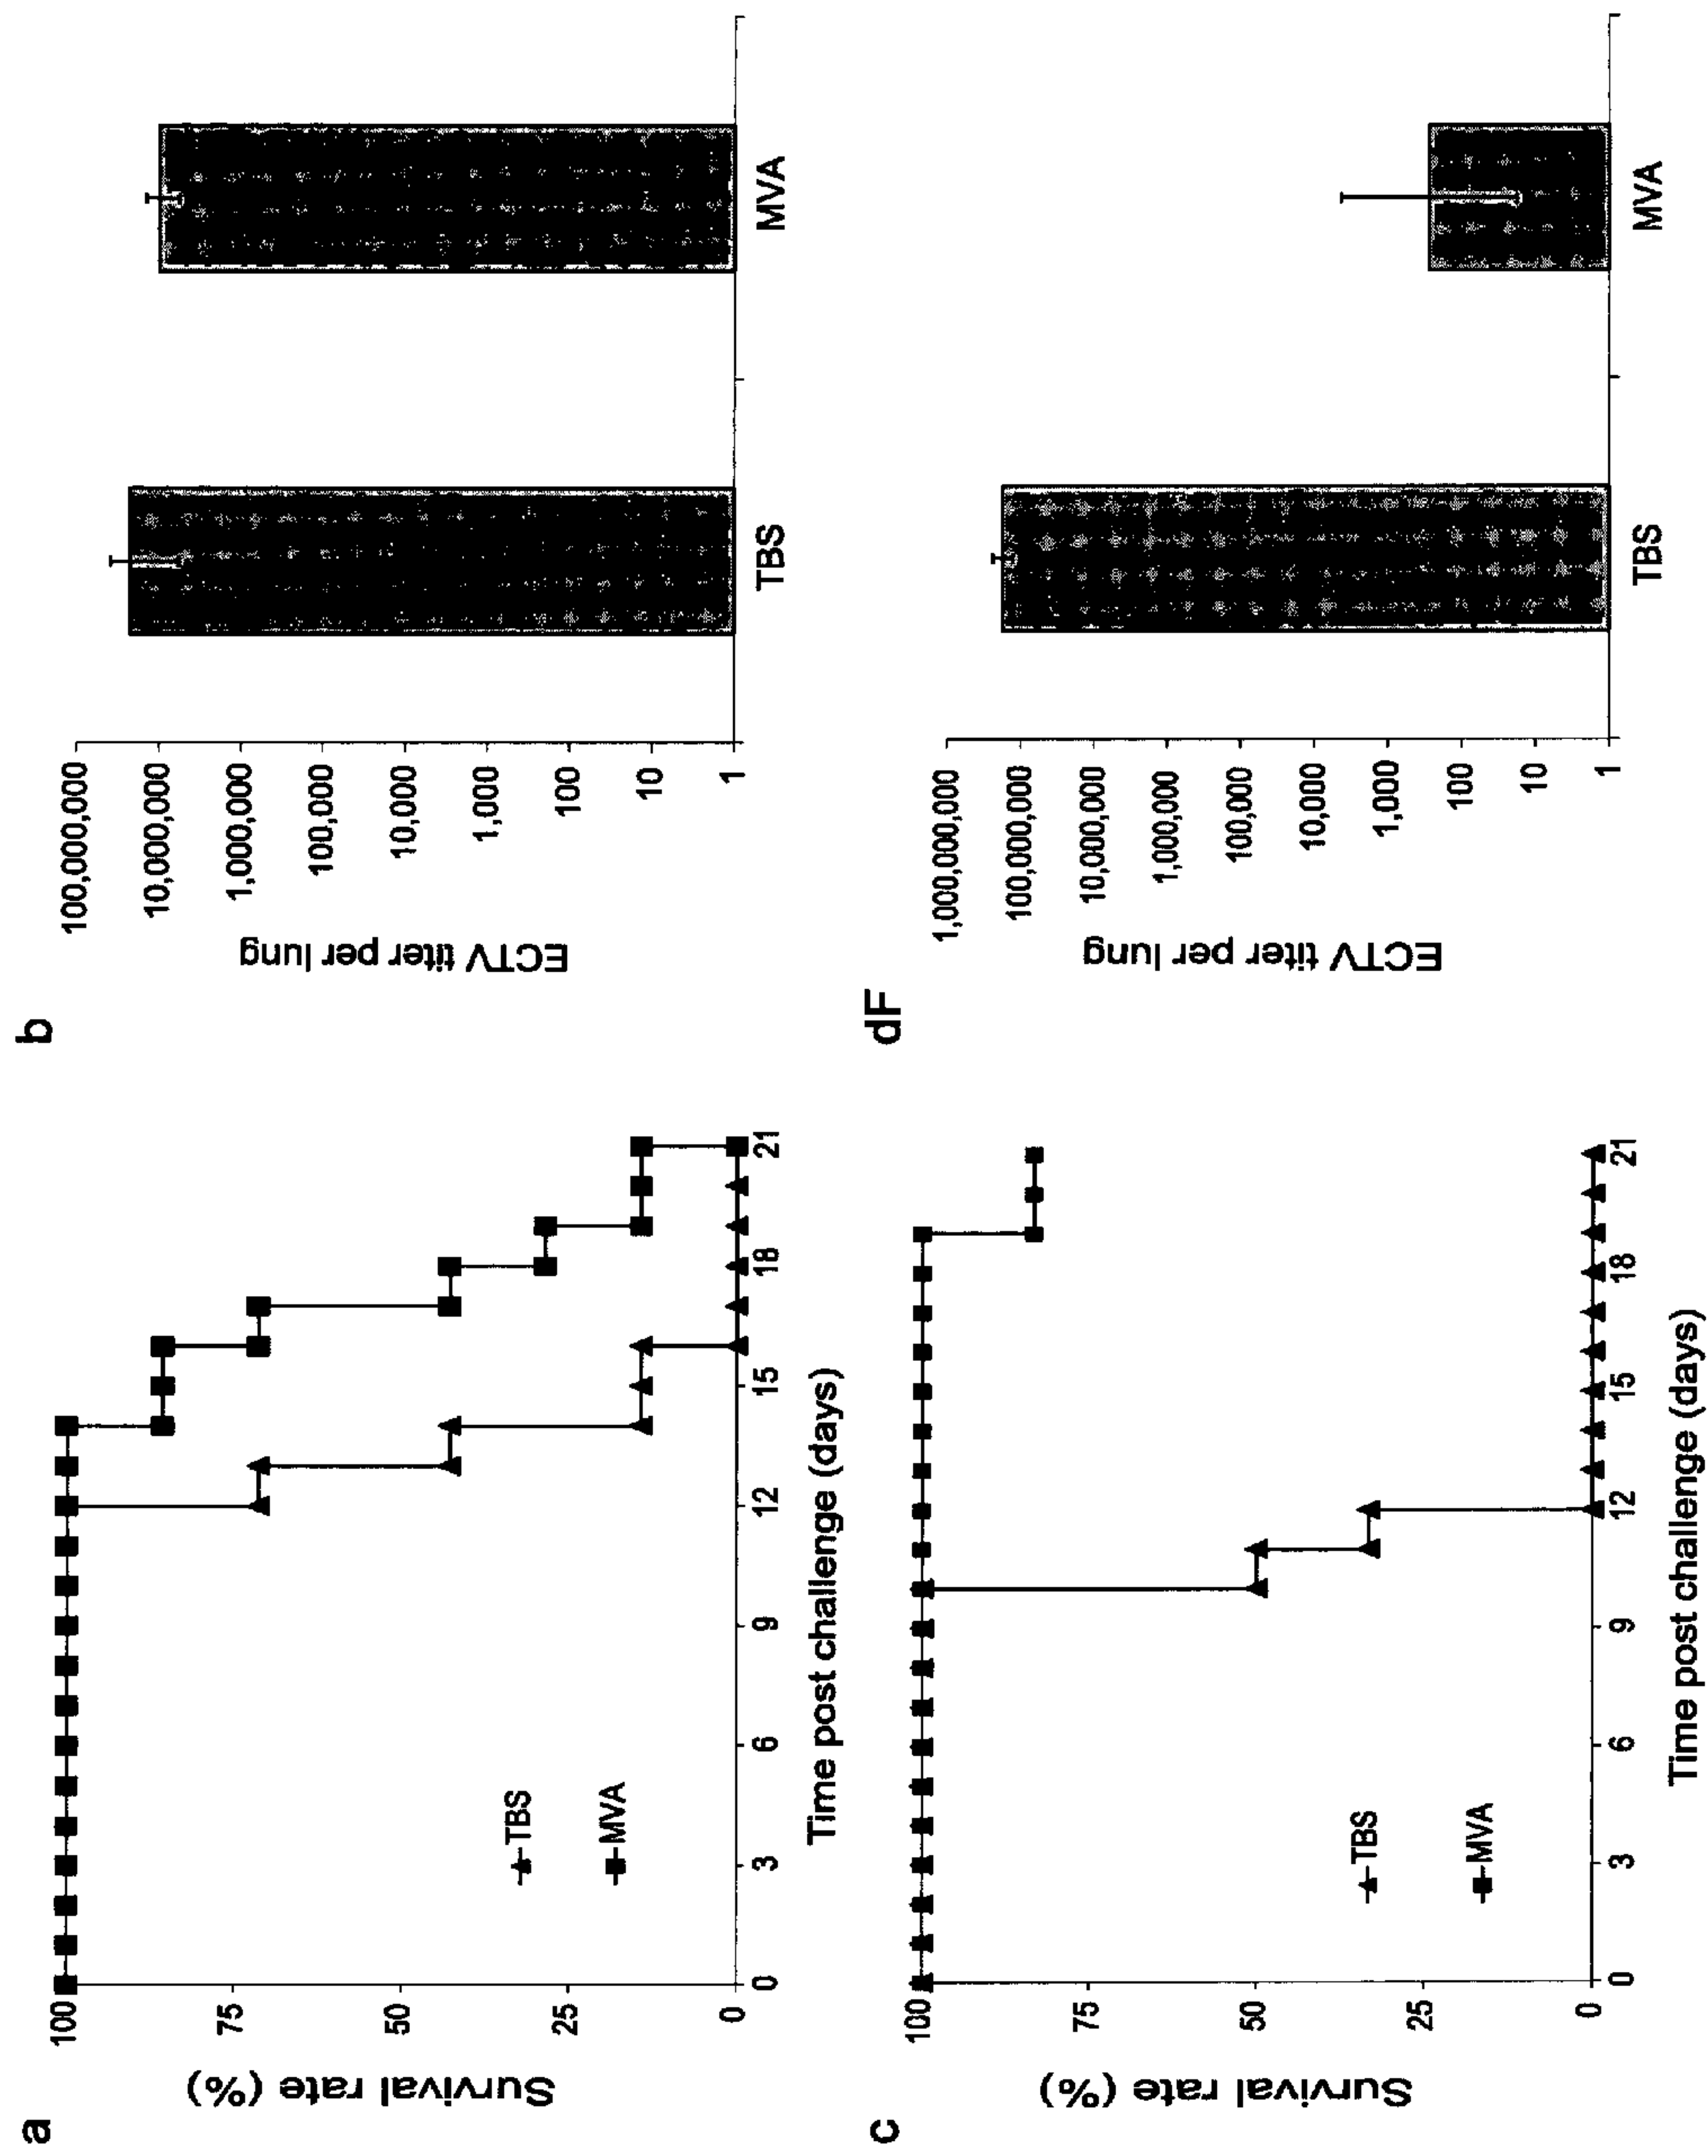 a
Survival rate (%)
100
75
50
25
0
0 3 6 9 12 15 18 21
Time post challenge (days)
TBS
MVA
b
ECTV titer per lung
100,000,000
10,000,000
1,000,000
100,000
10,000
1,000
100
10
1
TBS MVA
c
Survival rate (%)
100
75
50
25
0
0 3 6 9 12 15 18 21
Time post challenge (days)
TBS
MVA
dF
ECTV titer per lung
1,000,000,000
100,000,000
10,000,000
1,000,000
100,000
10,000
1,000
100
10
1
TBS MVA